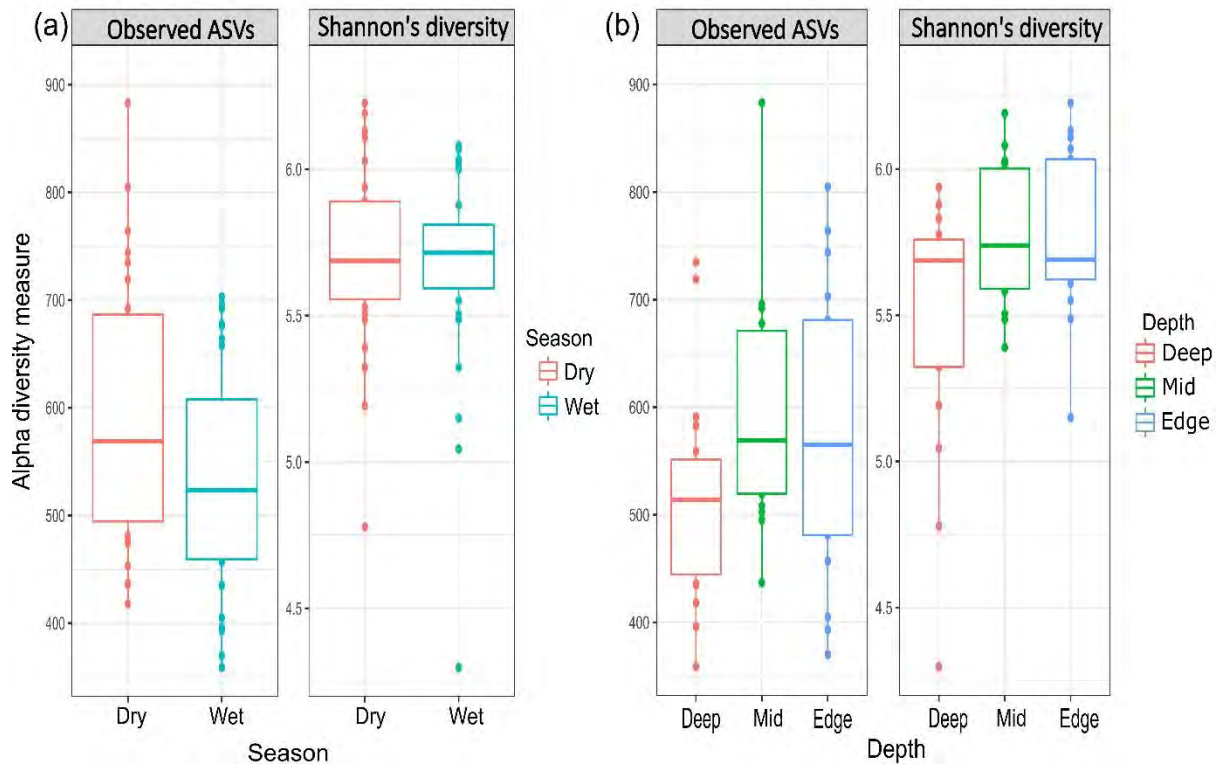 (a)
Observed ASVs
Shannon's diversity
(b)
Observed ASVs
Shannon's diversity
Alpha diversity measure
900
800
700
600
500
400
6.0
5.5
5.0
4.5
Season
Dry
Wet
900
800
700
600
500
400
6.0
5.5
5.0
4.5
Depth
Deep
Mid
Edge
Dry Wet
Dry Wet
Deep Mid Edge
Deep Mid Edge
Season
Depth